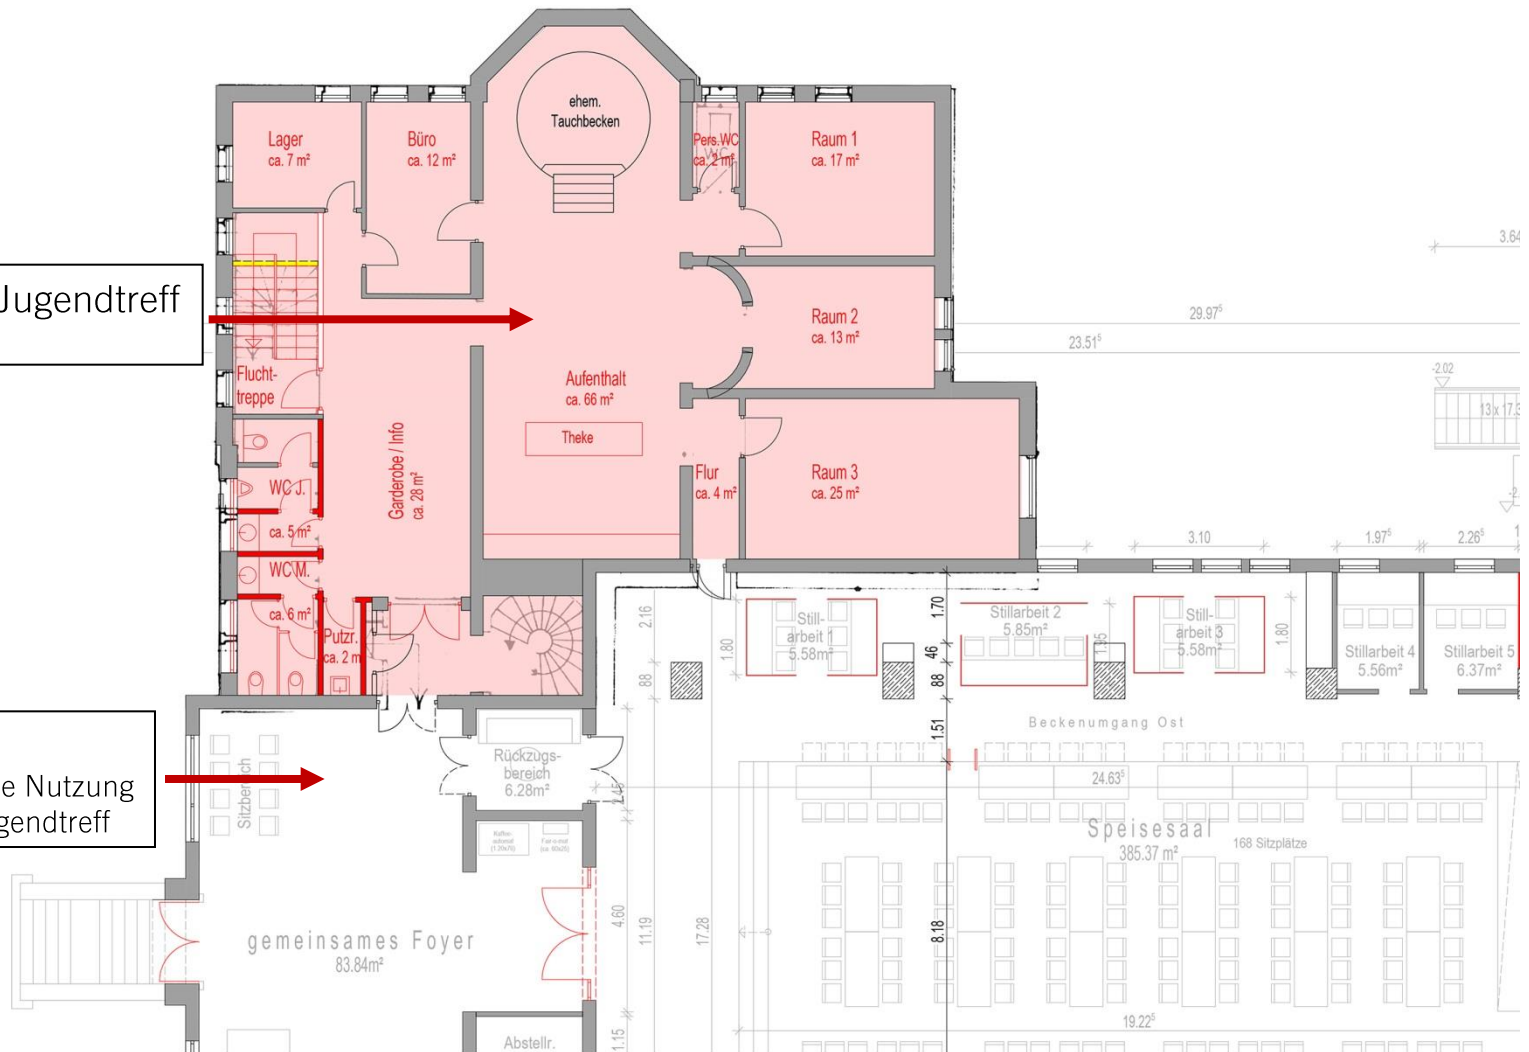 ehem.
Tauchbecken
Lager
ca. 7 m²
Büro
ca. 12 m²
Pers.WC
WC
ca. 2 m²
Raum 1
ca. 17 m²
Jugendtreff
Raum 2
ca. 13 m²
3.64
29.97⁵
23.51⁵
-2.02
13 x 17.3
Flucht-
treppe
Aufenthalt
ca. 66 m²
Theke
Garderobe / Info
ca. 28 m²
Flur
ca. 4 m²
Raum 3
ca. 25 m²
WC J.
ca. 5 m²
WC M.
ca. 6 m²
Putzr.
ca. 2 m
3.10
1.97⁵
2.26⁵
2.16
1.80
88
1.70
46
88
1.51
Still-
arbeit 1
5.58m²
Stillarbeit 2
5.85m²
1.95
Still-
arbeit 3
5.58m²
1.80
Stillarbeit 4
5.56m²
Stillarbeit 5
6.37m²
Beckenumgang Ost
e Nutzung
gendtreff
Sitzbereich
Rückzugs-
bereich
6.28m²
2.45
24.63⁵
Speisesaal
385.37 m²
168 Sitzplätze
gemeinsames Foyer
83.84m²
4.60
11.19
17.28
8.18
19.22⁵
1.15
Abstellr.